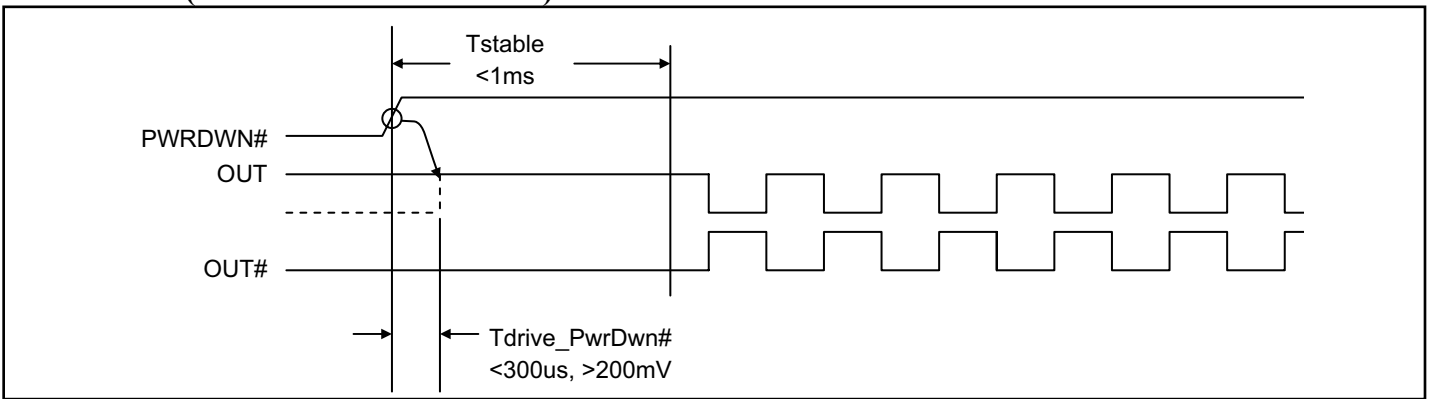 Tstable
<1ms
PWRDWN#
OUT
OUT#
Tdrive_PwrDwn#
<300us, >200mV